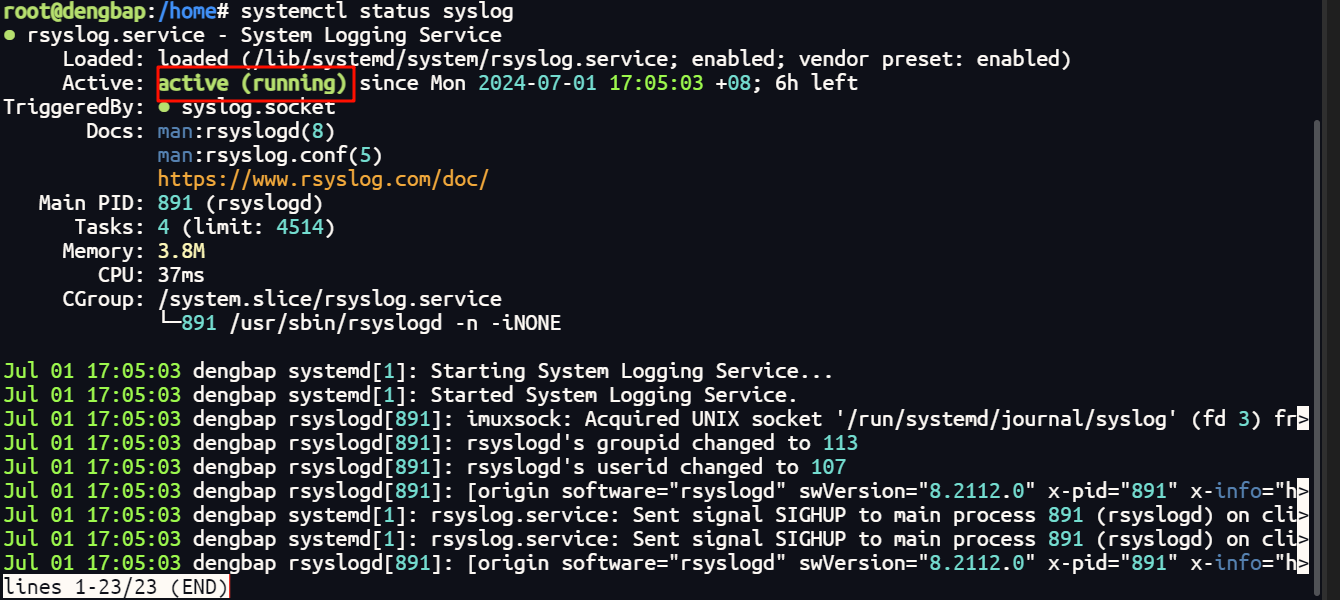 root@dengbap:/home# systemctl status syslog
● rsyslog.service - System Logging Service
     Loaded: loaded (/lib/systemd/system/rsyslog.service; enabled; vendor preset: enabled)
     Active: active (running) since Mon 2024-07-01 17:05:03 +08; 6h left
TriggeredBy: ● syslog.socket
       Docs: man:rsyslogd(8)
             man:rsyslog.conf(5)
             https://www.rsyslog.com/doc/
   Main PID: 891 (rsyslogd)
      Tasks: 4 (limit: 4514)
     Memory: 3.8M
        CPU: 37ms
     CGroup: /system.slice/rsyslog.service
             └─891 /usr/sbin/rsyslogd -n -iNONE

Jul 01 17:05:03 dengbap systemd[1]: Starting System Logging Service...
Jul 01 17:05:03 dengbap systemd[1]: Started System Logging Service.
Jul 01 17:05:03 dengbap rsyslogd[891]: imuxsock: Acquired UNIX socket '/run/systemd/journal/syslog' (fd 3) fr>
Jul 01 17:05:03 dengbap rsyslogd[891]: rsyslogd's groupid changed to 113
Jul 01 17:05:03 dengbap rsyslogd[891]: rsyslogd's userid changed to 107
Jul 01 17:05:03 dengbap rsyslogd[891]: [origin software="rsyslogd" swVersion="8.2112.0" x-pid="891" x-info="h>
Jul 01 17:05:03 dengbap systemd[1]: rsyslog.service: Sent signal SIGHUP to main process 891 (rsyslogd) on cli>
Jul 01 17:05:03 dengbap systemd[1]: rsyslog.service: Sent signal SIGHUP to main process 891 (rsyslogd) on cli>
Jul 01 17:05:03 dengbap rsyslogd[891]: [origin software="rsyslogd" swVersion="8.2112.0" x-pid="891" x-info="h>
lines 1-23/23 (END)